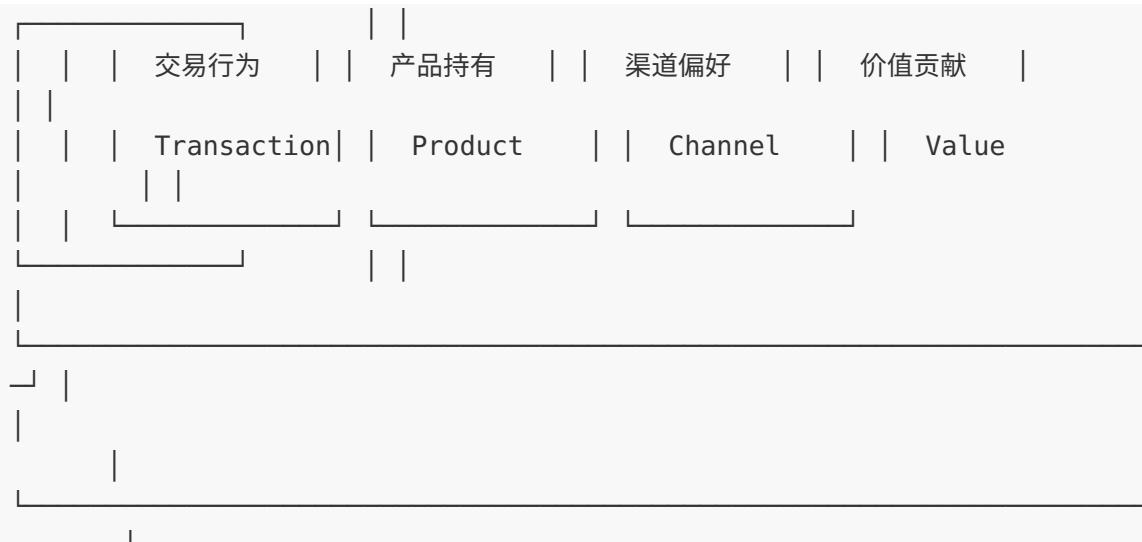 交易行为 产品持有 渠道偏好 价值贡献
Transaction Product Channel Value